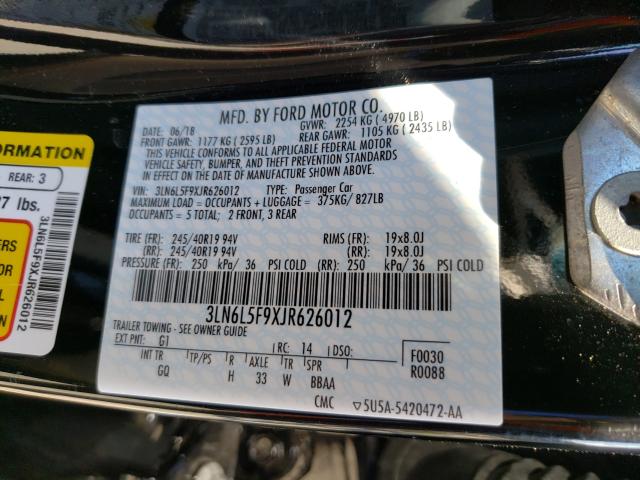 MFD. BY FORD MOTOR CO.
DATE: 06/18 GVWR: 2254 KG ( 4970 LB)
FRONT GAWR: 1177 KG ( 2595 LB) REAR GAWR: 1105 KG ( 2435 LB)
THIS VEHICLE CONFORMS TO ALL APPLICABLE FEDERAL MOTOR
VEHICLE SAFETY, BUMPER, AND THEFT PREVENTION STANDARDS
IN EFFECT ON THE DATE OF MANUFACTURE SHOWN ABOVE.
VIN: 3LN6L5F9XJR626012 TYPE: Passenger Car
MAXIMUM LOAD = OCCUPANTS + LUGGAGE = 375KG/ 827LB
OCCUPANTS = 5 TOTAL; 2 FRONT, 3 REAR
TIRE (FR): 245/40R19 94V RIMS (FR): 19x8.0J
(RR): 245/40R19 94V (RR): 19x8.0J
PRESSURE (FR): 250 kPa/ 36 PSI COLD (RR): 250 kPa/ 36 PSI COLD
3LN6L5F9XJR626012
TRAILER TOWING - SEE OWNER GUIDE
EXT PNT: G1 RC: 14 DSO: F0030
INT TR TP/PS R AXLE TR SPR R0088
GQ H 33 W BBAA
CMC 5U5A-5420472-AA
FORMATION
REAR: 3
7 lbs.
3LN6L5F9XJR626012